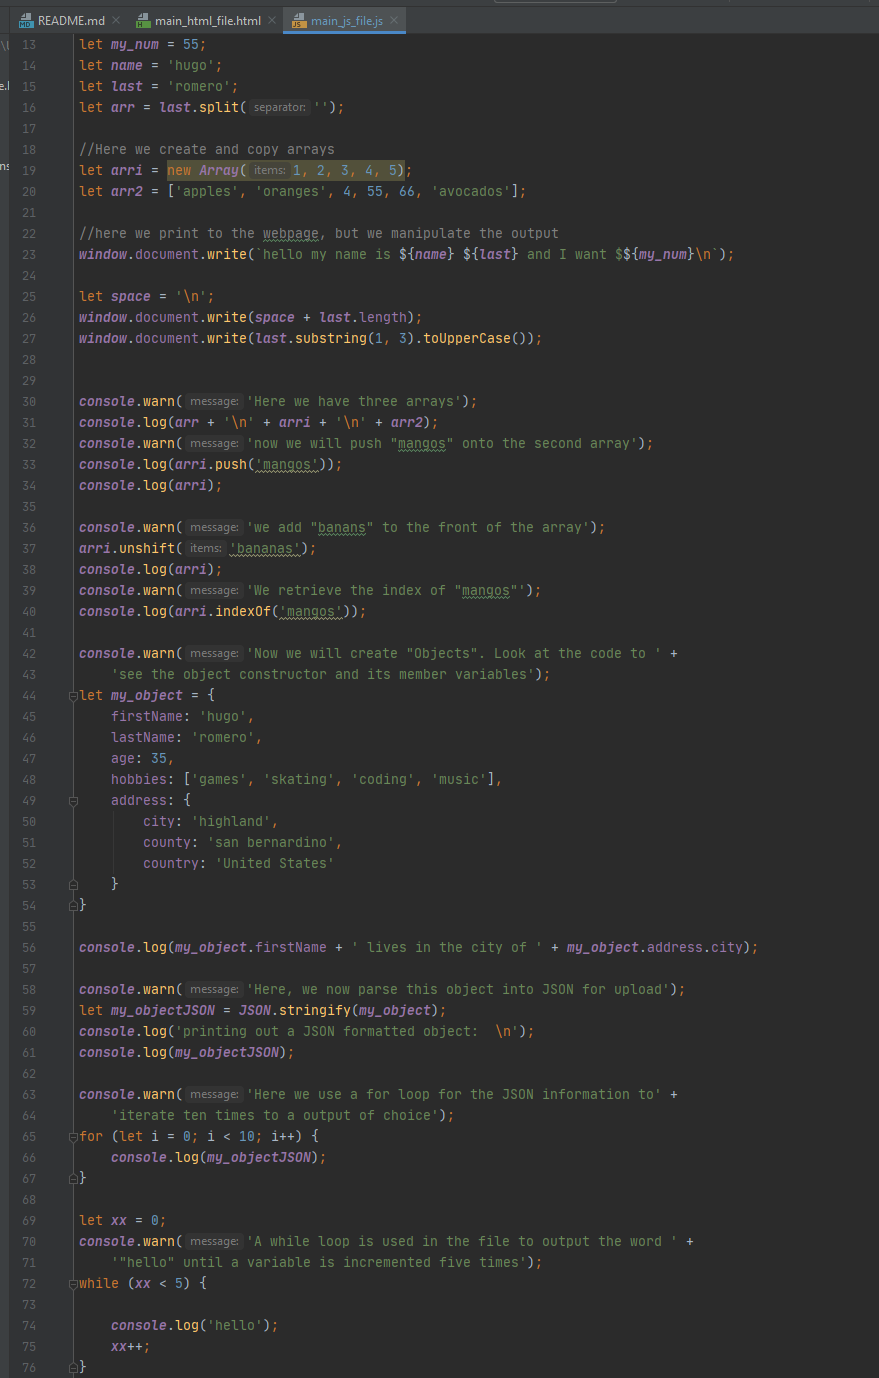 README.md main_html_file.html main_js_file.js
13 let my_num = 55;
14 let name = 'hugo';
15 let last = 'romero';
16 let arr = last.split( separator: '');
17
18 //Here we create and copy arrays
19 let arri = new Array( items: 1, 2, 3, 4, 5);
20 let arr2 = ['apples', 'oranges', 4, 55, 66, 'avocados'];
21
22 //here we print to the webpage, but we manipulate the output
23 window.document.write(`hello my name is ${name} ${last} and I want $${my_num}\n`);
24
25 let space = '\n';
26 window.document.write(space + last.length);
27 window.document.write(last.substring(1, 3).toUpperCase());
28
29
30 console.warn( message: 'Here we have three arrays');
31 console.log(arr + '\n' + arri + '\n' + arr2);
32 console.warn( message: 'now we will push "mangos" onto the second array');
33 console.log(arri.push('mangos'));
34 console.log(arri);
35
36 console.warn( message: 'we add "banans" to the front of the array');
37 arri.unshift( items: 'bananas');
38 console.log(arri);
39 console.warn( message: 'We retrieve the index of "mangos"');
40 console.log(arri.indexOf('mangos'));
41
42 console.warn( message: 'Now we will create "Objects". Look at the code to ' +
43 'see the object constructor and its member variables');
44 let my_object = {
45 firstName: 'hugo',
46 lastName: 'romero',
47 age: 35,
48 hobbies: ['games', 'skating', 'coding', 'music'],
49 address: {
50 city: 'highland',
51 county: 'san bernardino',
52 country: 'United States'
53 }
54 }
55
56 console.log(my_object.firstName + ' lives in the city of ' + my_object.address.city);
57
58 console.warn( message: 'Here, we now parse this object into JSON for upload');
59 let my_objectJSON = JSON.stringify(my_object);
60 console.log('printing out a JSON formatted object:  \n');
61 console.log(my_objectJSON);
62
63 console.warn( message: 'Here we use a for loop for the JSON information to' +
64 'iterate ten times to a output of choice');
65 for (let i = 0; i < 10; i++) {
66 console.log(my_objectJSON);
67 }
68
69 let xx = 0;
70 console.warn( message: 'A while loop is used in the file to output the word ' +
71 '"hello" until a variable is incremented five times');
72 while (xx < 5) {
73
74 console.log('hello');
75 xx++;
76 }